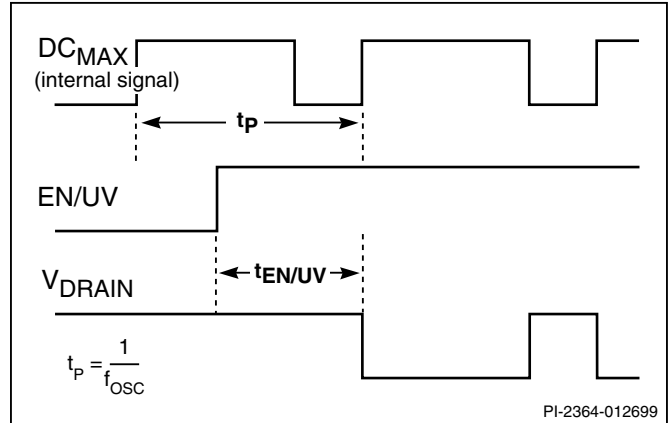 DCMAX
(internal signal)
tP
EN/UV
tEN/UV
VDRAIN
tP = 1/fOSC
PI-2364-012699